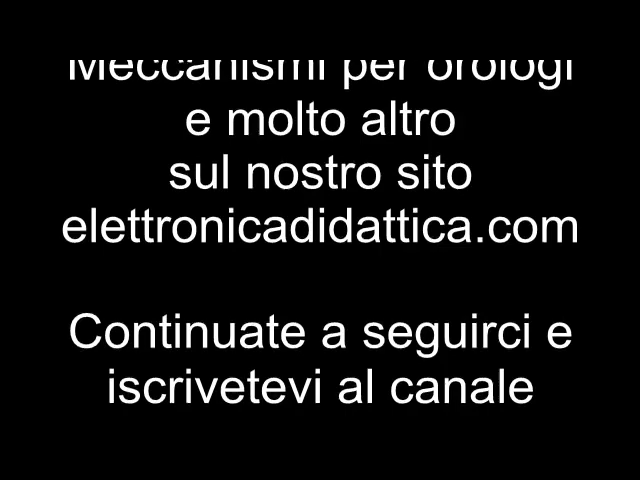 Meccanismi per orologi
e molto altro
sul nostro sito
elettronicadidattica.com
Continuate a seguirci e
iscrivetevi al canale